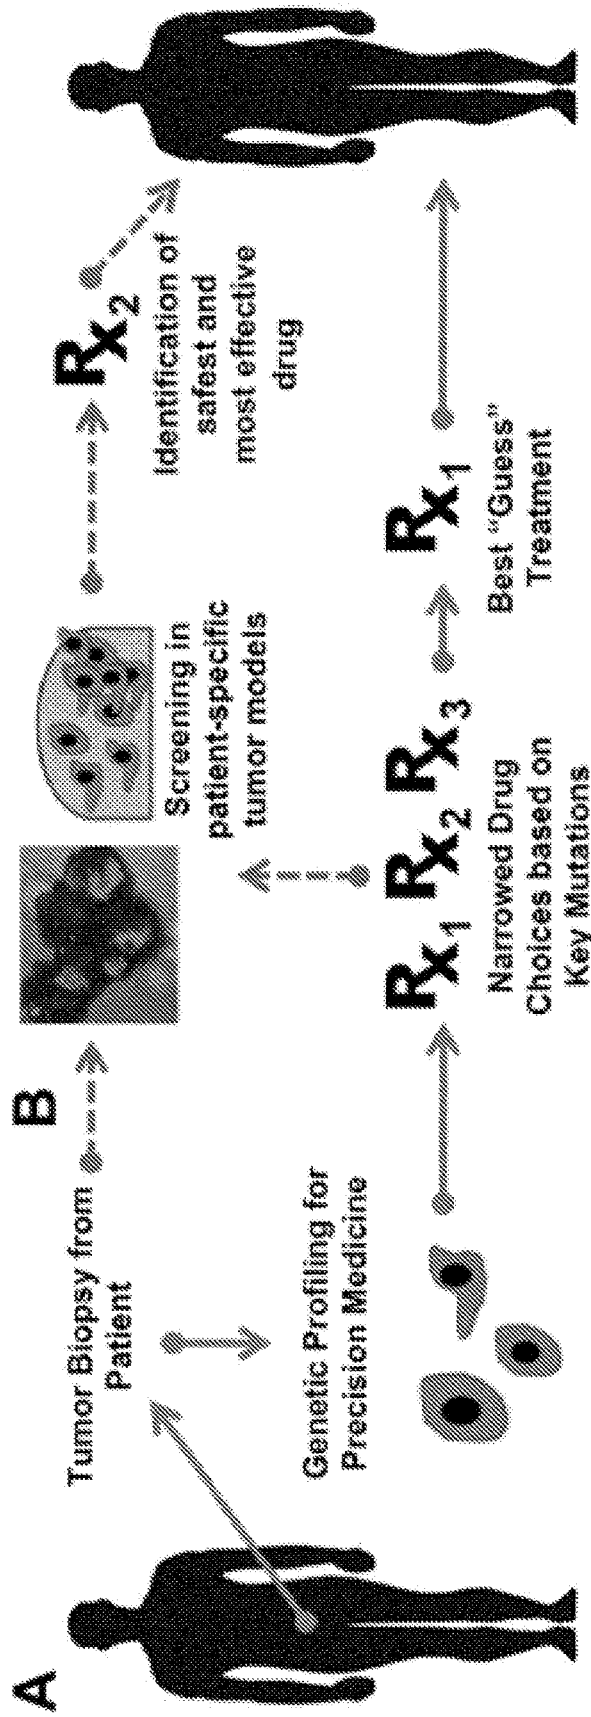 A
Tumor Biopsy from
Patient
Genetic Profiling for
Precision Medicine
B
Screening in
patient-specific
tumor models
Rx1 Rx2 Rx3
Narrowed Drug
Choices based on
Key Mutations
Rx1
Best “Guess”
Treatment
Rx2
Identification of
safest and
most effective
drug